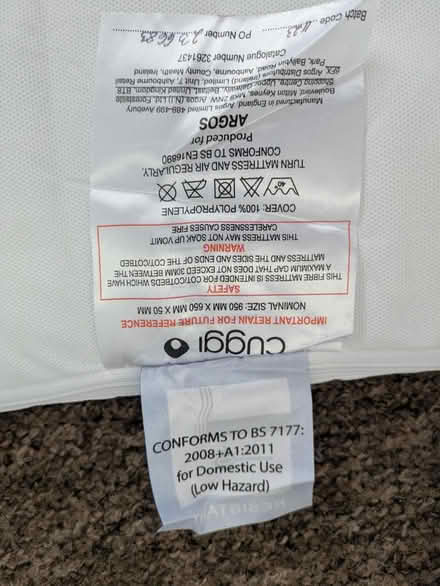 cuggl
IMPORTANT RETAIN FOR FUTURE REFERENCE
NOMINAL SIZE: 950 MM X 650 MM X 50 MM
SAFETY
THIS FIBRE MATTRESS IS INTENDED FOR COTS/COTBEDS WHICH HAVE
A MAXIMUM GAP THAT DOES NOT EXCEED 30MM BETWEEN THE
MATTRESS AND THE SIDES AND ENDS OF THE COT/COTBED
WARNING
THIS MATTRESS MAY NOT SOAK UP VOMIT
CARELESSNESS CAUSES FIRE
COVER: 100% POLYPROPYLENE
TURN MATTRESS AND AIR REGULARLY.
CONFORMS TO BS EN16890
Produced for
ARGOS
Manufactured in England. Argos Limited 489-499 Avebury
Boulevard, Milton Keynes, MK9 2NW. Argos (N.I.) Ltd. Forestside
Shopping Centre, Upper Galwally, Belfast, United Kingdom, BT8
6FX. Argos Distributors (Ireland) Limited, Unit 7, Ashbourne Retail
Park, Ballybin Road, Ashbourne, County Meath, Ireland
Catalogue Number 3261437
Batch Code PO Number
CONFORMS TO BS 7177:
2008+A1:2011
for Domestic Use
(Low Hazard)